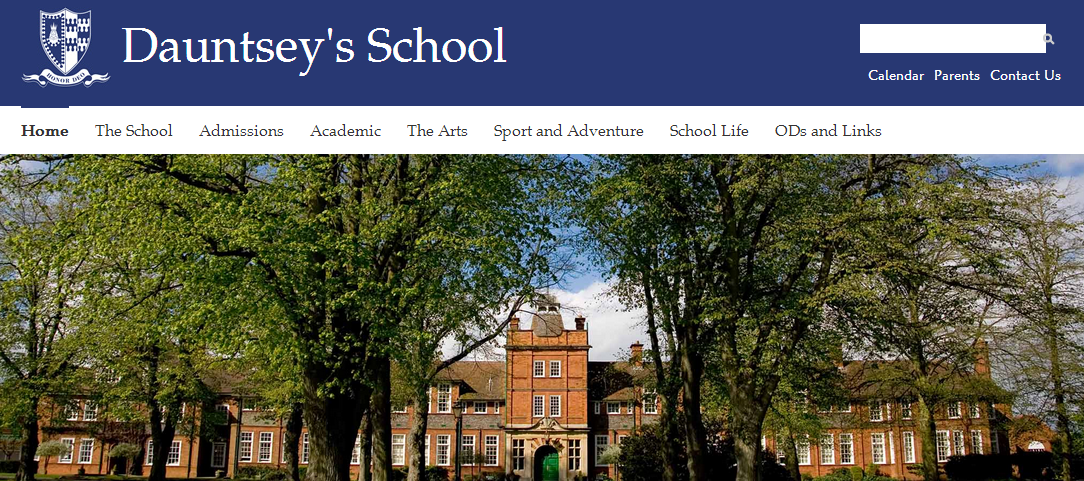 Dauntsey's School
HONOR DEO
Calendar Parents Contact Us
Home The School Admissions Academic The Arts Sport and Adventure School Life ODs and Links